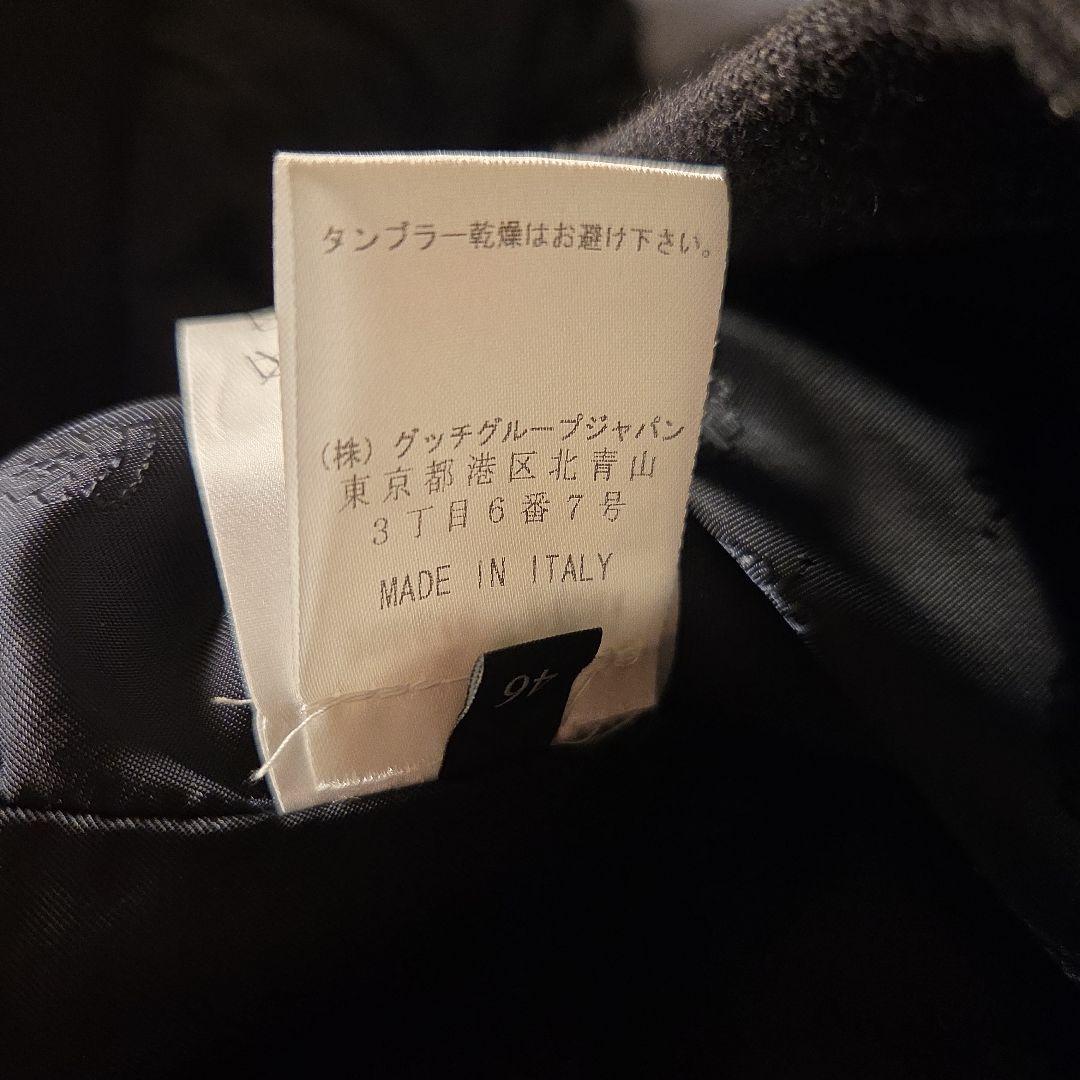 タンブラー乾燥はお避け下さい。
(株) グッチグループジャパン
東京都港区北青山
3丁目6番7号
MADE IN ITALY
46